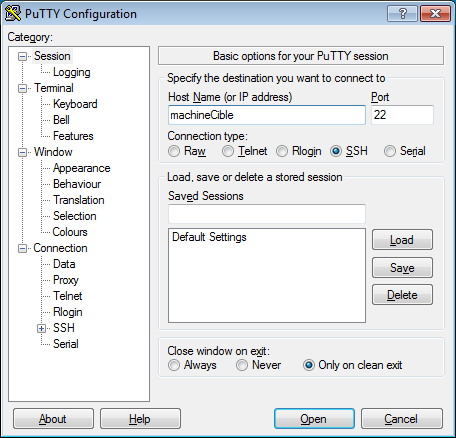 PuTTY Configuration
Category:
Session
Logging
Terminal
Keyboard
Bell
Features
Window
Appearance
Behaviour
Translation
Selection
Colours
Connection
Data
Proxy
Telnet
Rlogin
SSH
Serial
Basic options for your PuTTY session
Specify the destination you want to connect to
Host Name (or IP address) Port
machineCible 22
Connection type:
Raw Telnet Rlogin SSH Serial
Load, save or delete a stored session
Saved Sessions
Default Settings
Load
Save
Delete
Close window on exit:
Always Never Only on clean exit
About Help Open Cancel